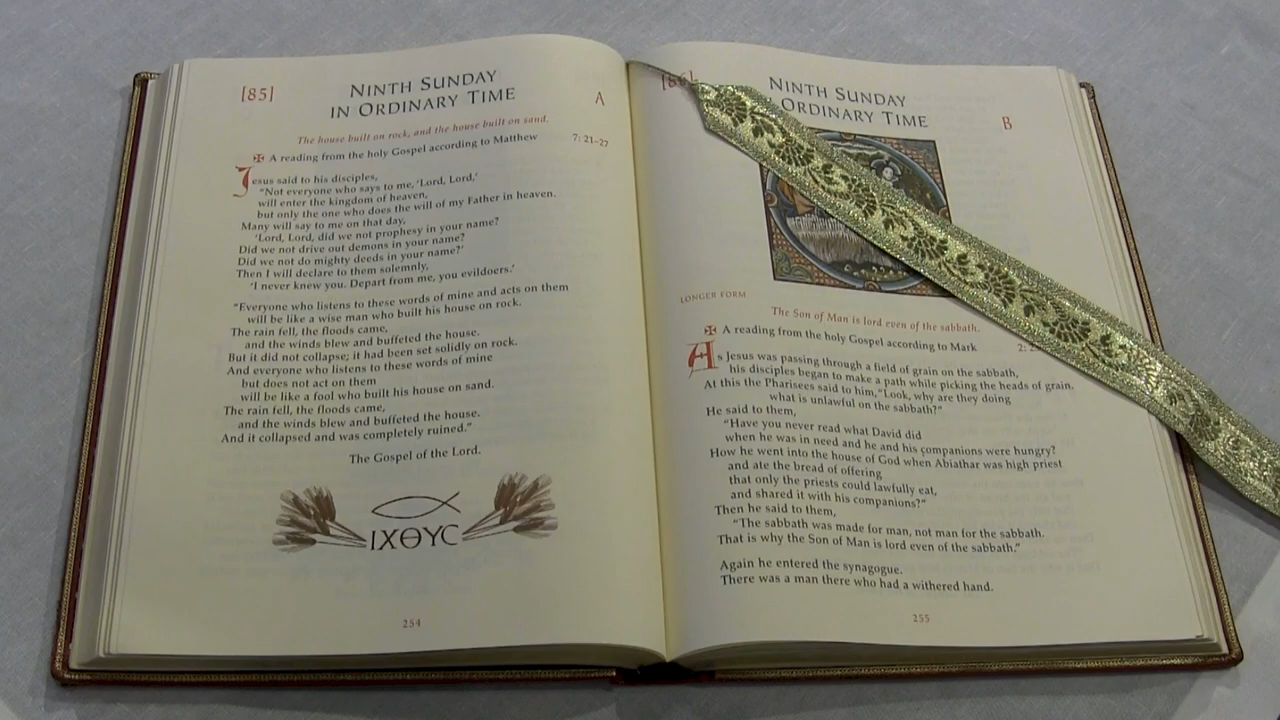 [85]
NINTH SUNDAY
IN ORDINARY TIME
A
The house built on rock, and the house built on sand.
✠ A reading from the holy Gospel according to Matthew 7: 21–27
Jesus said to his disciples,
"Not everyone who says to me, 'Lord, Lord,'
will enter the kingdom of heaven,
but only the one who does the will of my Father in heaven.
Many will say to me on that day,
'Lord, Lord, did we not prophesy in your name?
Did we not drive out demons in your name?
Did we not do mighty deeds in your name?'
Then I will declare to them solemnly,
'I never knew you. Depart from me, you evildoers.'
"Everyone who listens to these words of mine and acts on them
will be like a wise man who built his house on rock.
The rain fell, the floods came,
and the winds blew and buffeted the house.
But it did not collapse; it had been set solidly on rock.
And everyone who listens to these words of mine
but does not act on them
will be like a fool who built his house on sand.
The rain fell, the floods came,
and the winds blew and buffeted the house.
And it collapsed and was completely ruined."
The Gospel of the Lord.
ΙΧΘΥC
254
NINTH SUNDAY
ORDINARY TIME
B
LONGER FORM
The Son of Man is lord even of the sabbath.
✠ A reading from the holy Gospel according to Mark 2:
As Jesus was passing through a field of grain on the sabbath,
his disciples began to make a path while picking the heads of grain.
At this the Pharisees said to him, "Look, why are they doing
what is unlawful on the sabbath?"
He said to them,
"Have you never read what David did
when he was in need and he and his companions were hungry?
How he went into the house of God when Abiathar was high priest
and ate the bread of offering
that only the priests could lawfully eat,
and shared it with his companions?"
Then he said to them,
"The sabbath was made for man, not man for the sabbath.
That is why the Son of Man is lord even of the sabbath."
Again he entered the synagogue.
There was a man there who had a withered hand.
255